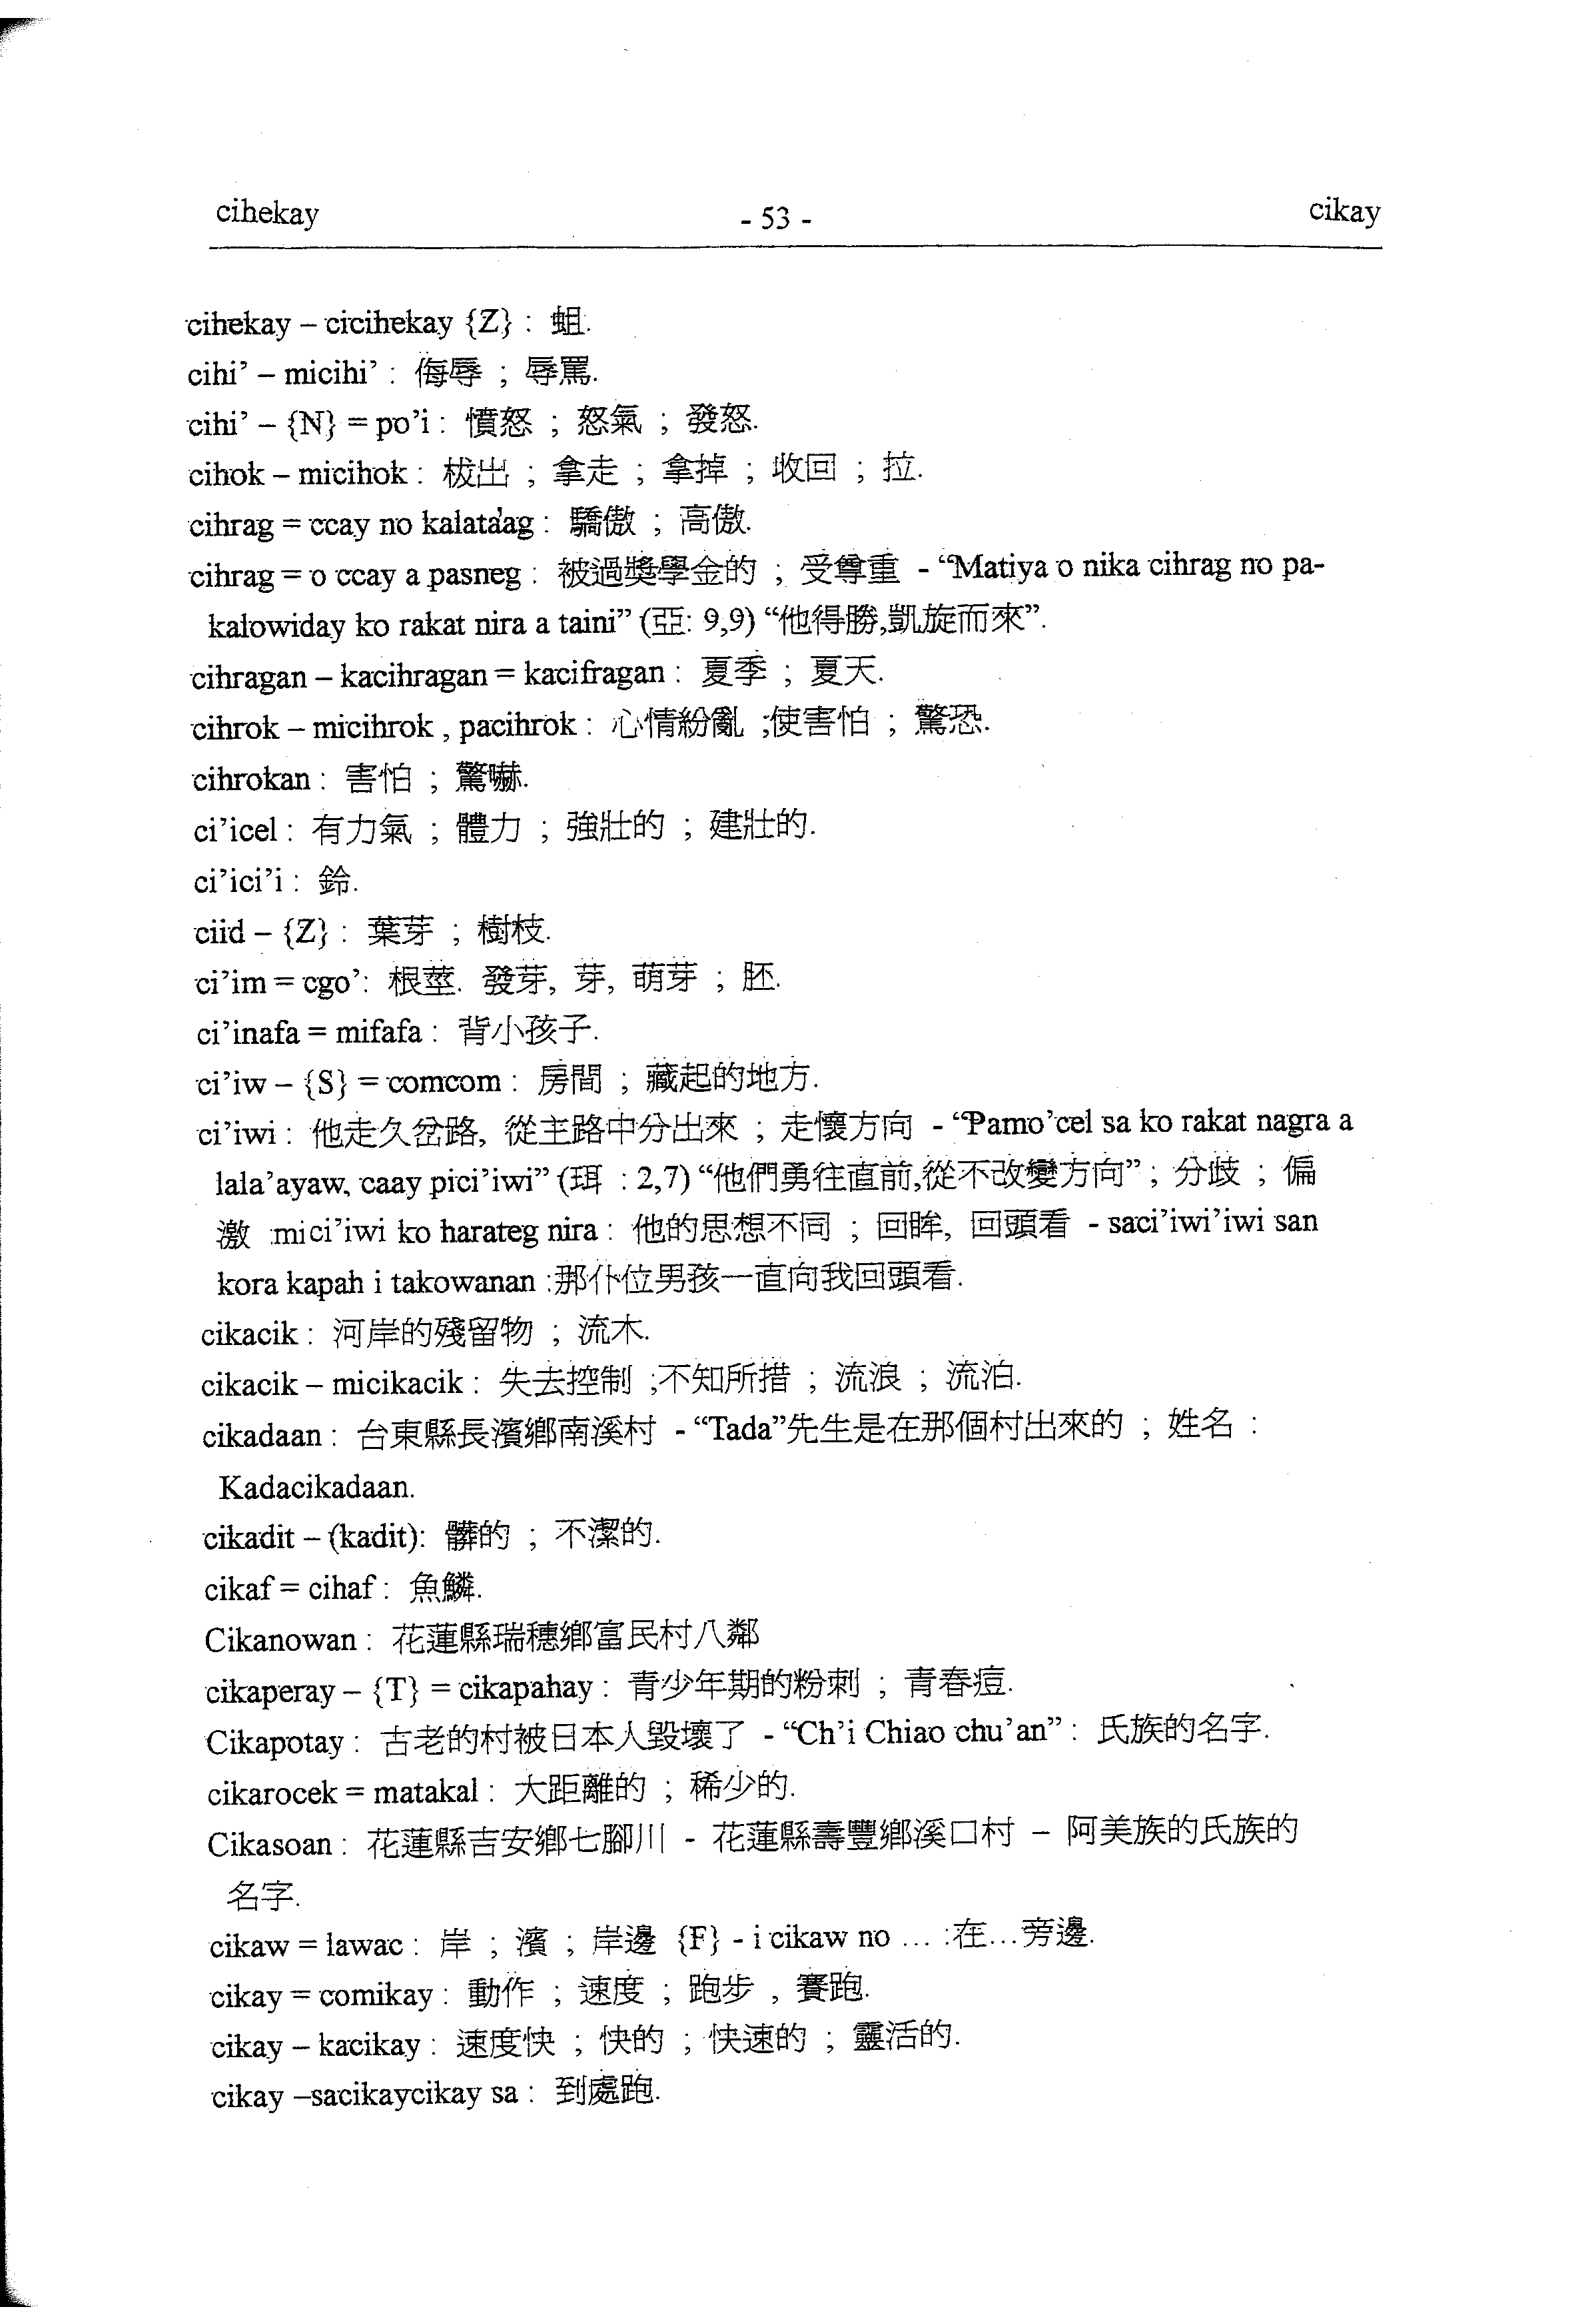 cihekay - 53 - cikay
cihekay – cicihekay {Z} : 蛆.
cihi’ – micihi’ : 侮辱 ; 辱罵.
cihi’ – {N} = po’i : 憤怒 ; 怒氣 ; 發怒.
cihok – micihok : 拔出 ; 拿走 ; 拿掉 ; 收回 ; 拉.
cihrag = ccay no kalata’ag : 驕傲 ; 高傲.
cihrag = o ccay a pasneg : 被過獎學金的 ; 受尊重 - “Matiya o nika cihrag no pa-
kalowiday ko rakat nira a taini” (亞: 9,9) “他得勝,凱旋而來”.
cihragan – kacihragan = kacifragan : 夏季 ; 夏天.
cihrok – micihrok , pacihrok : 心情紛亂 ;使害怕 ; 驚恐.
cihrokan : 害怕 ; 驚嚇.
ci’icel : 有力氣 ; 體力 ; 強壯的 ; 建壯的.
ci’ici’i : 鈴.
ciid – {Z} : 葉芽 ; 樹枝.
ci’im = cgo’: 根莖. 發芽, 芽, 萌芽 ; 胚.
ci’inafa = mifafa : 背小孩子.
ci’iw – {S} = comcom : 房間 ; 藏起的地方.
ci’iwi : 他走久岔路, 從主路中分出來 ; 走懷方向 - “Pamo’cel sa ko rakat nagra a
lala’ayaw, caay pici’iwi” (珥 : 2,7) “他們勇往直前,從不改變方向” ; 分歧 ; 偏
激 :mici’iwi ko harateg nira : 他的思想不同 ; 回眸, 回頭看 - saci’iwi’iwi san
kora kapah i takowanan :那仆位男孩一直向我回頭看.
cikacik : 河岸的殘留物 ; 流木.
cikacik – micikacik : 失去控制 ;不知所措 ; 流浪 ; 流泊.
cikadaan : 台東縣長濱鄉南溪村 - “Tada”先生是在那個村出來的 ; 姓名 :
Kadacikadaan.
cikadit – (kadit): 髒的 ; 不潔的.
cikaf = cihaf : 魚鱗.
Cikanowan : 花蓮縣瑞穗鄉富民村八鄰
cikaperay – {T} = cikapahay : 青少年期的粉刺 ; 青春痘.
Cikapotay : 古老的村被日本人毀壞了 - “Ch’i Chiao chu’an” : 氏族的名字.
cikarocek = matakal : 大距離的 ; 稀少的.
Cikasoan : 花蓮縣吉安鄉七腳川 - 花蓮縣壽豐鄉溪口村 – 阿美族的氏族的
名字.
cikaw = lawac : 岸 ; 濱 ; 岸邊 {F} - i cikaw no ... :在...旁邊.
cikay = comikay : 動作 ; 速度 ; 跑步 , 賽跑.
cikay – kacikay : 速度快 ; 快的 ; 快速的 ; 靈活的.
cikay –sacikaycikay sa : 到處跑.